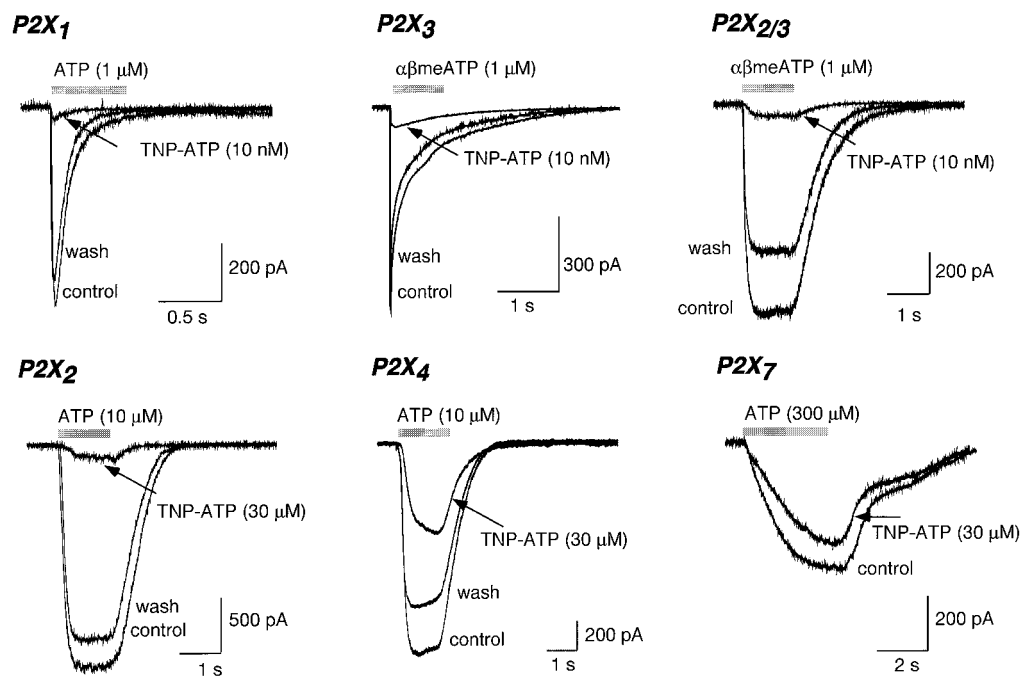 P2X1
ATP (1 µM)
TNP-ATP (10 nM)
wash
control
200 pA
0.5 s
P2X3
αβmeATP (1 µM)
TNP-ATP (10 nM)
wash
control
300 pA
1 s
P2X2/3
αβmeATP (1 µM)
TNP-ATP (10 nM)
wash
control
200 pA
1 s
P2X2
ATP (10 µM)
TNP-ATP (30 µM)
wash
control
500 pA
1 s
P2X4
ATP (10 µM)
TNP-ATP (30 µM)
wash
control
200 pA
1 s
P2X7
ATP (300 µM)
TNP-ATP (30 µM)
control
200 pA
2 s